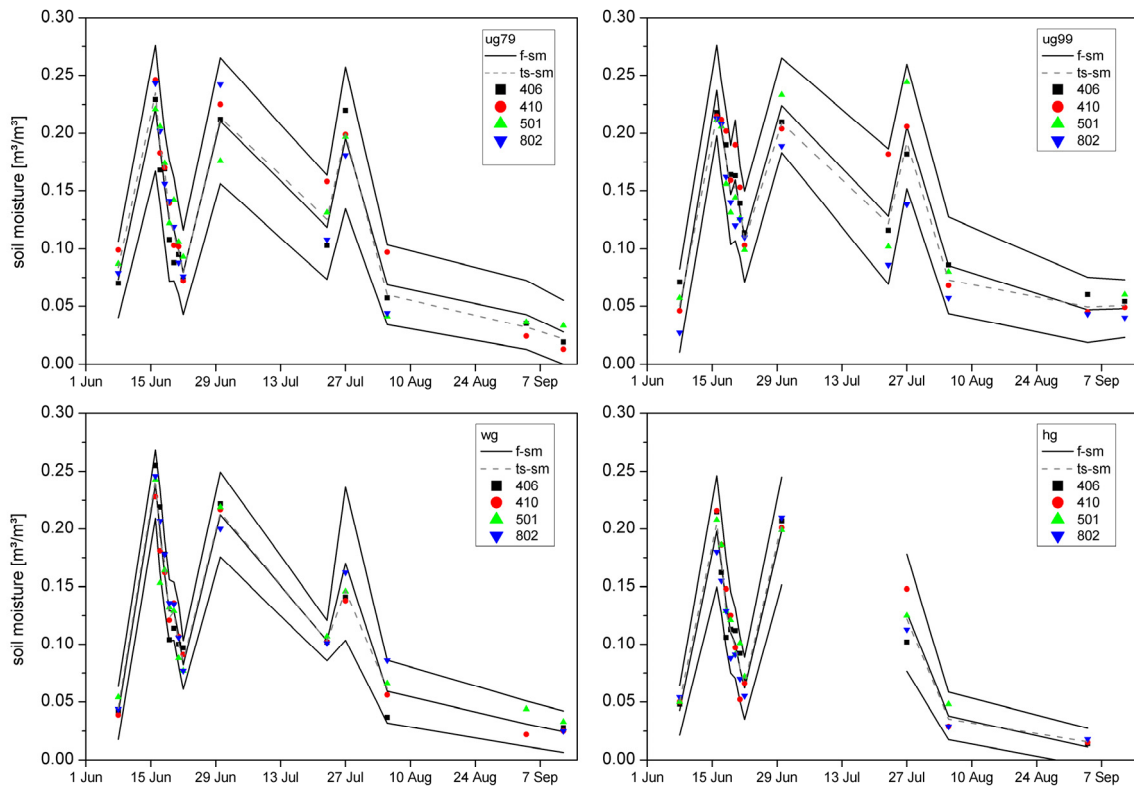 ug79
f-sm
ts-sm
406
410
501
802
soil moisture [m³/m³]
0.30
0.25
0.20
0.15
0.10
0.05
0.00
1 Jun
15 Jun
29 Jun
13 Jul
27 Jul
10 Aug
24 Aug
7 Sep
ug99
f-sm
ts-sm
406
410
501
802
0.30
0.25
0.20
0.15
0.10
0.05
0.00
1 Jun
15 Jun
29 Jun
13 Jul
27 Jul
10 Aug
24 Aug
7 Sep
wg
f-sm
ts-sm
406
410
501
802
soil moisture [m³/m³]
0.30
0.25
0.20
0.15
0.10
0.05
0.00
1 Jun
15 Jun
29 Jun
13 Jul
27 Jul
10 Aug
24 Aug
7 Sep
hg
f-sm
ts-sm
406
410
501
802
0.30
0.25
0.20
0.15
0.10
0.05
0.00
1 Jun
15 Jun
29 Jun
13 Jul
27 Jul
10 Aug
24 Aug
7 Sep